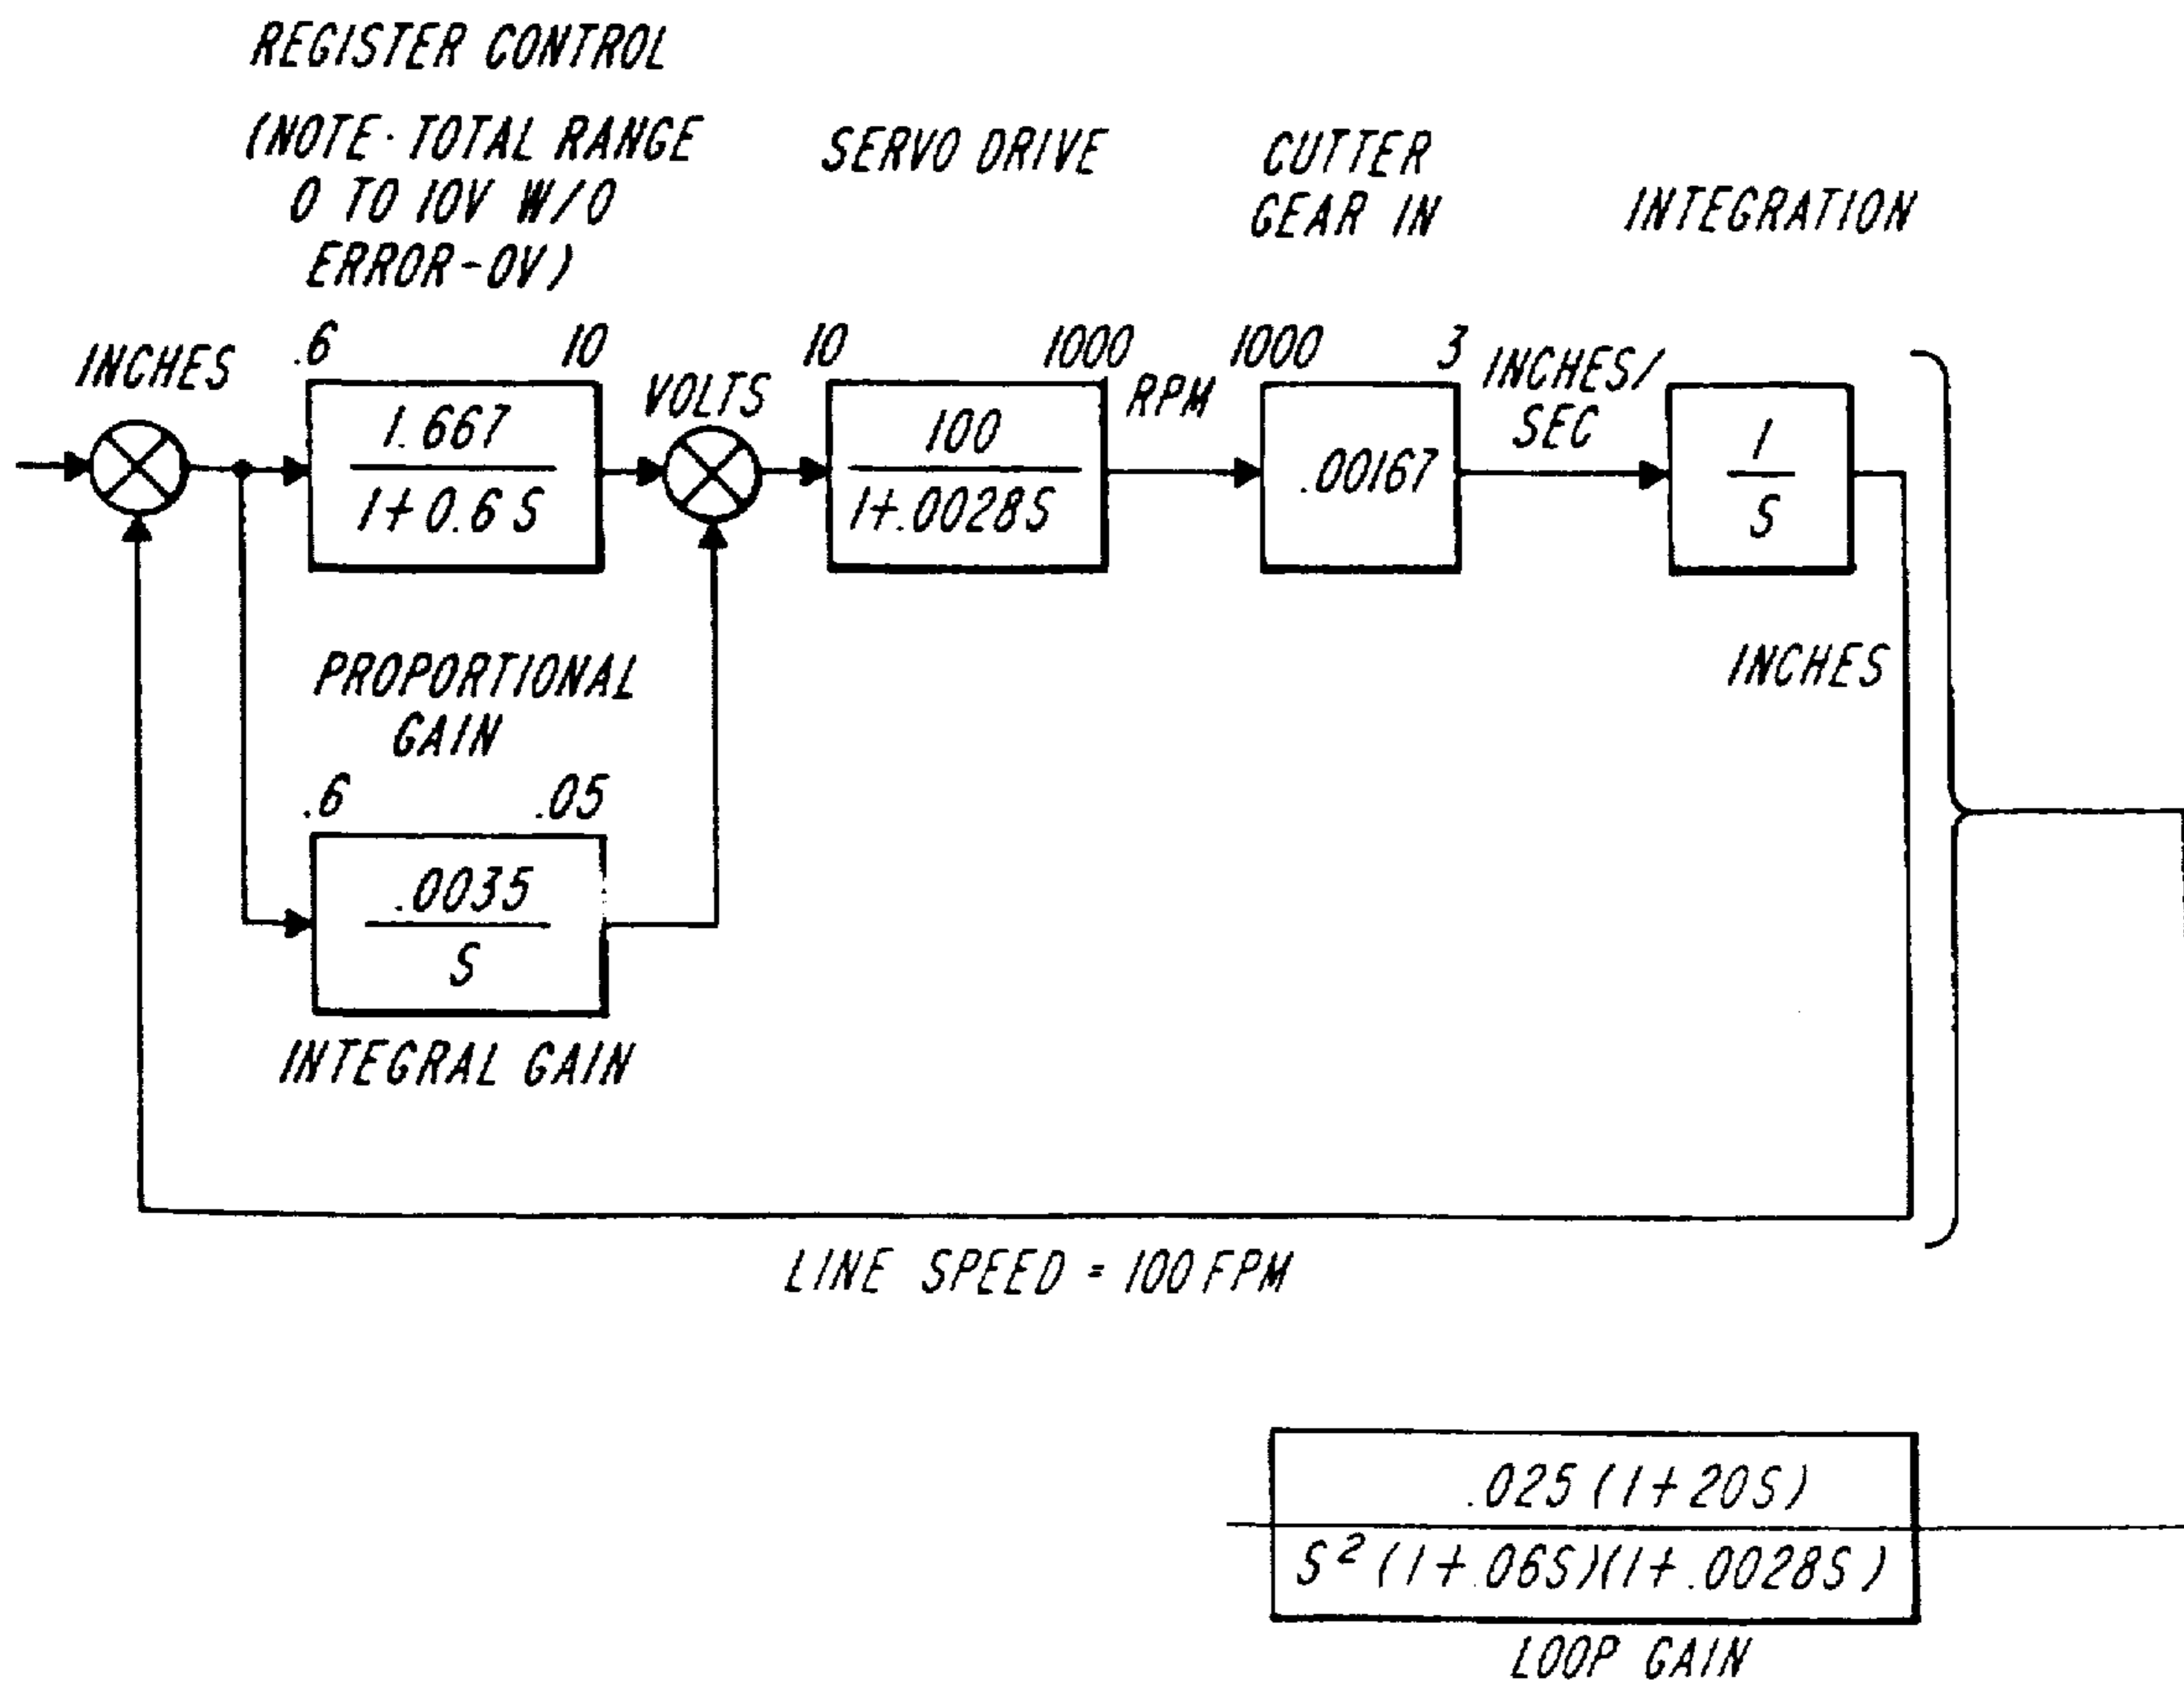 REGISTER CONTROL
(NOTE· TOTAL RANGE
0 TO 10V W/O
ERROR-0V)
SERVO DRIVE
CUTTER
GEAR IN
INTEGRATION
INCHES
.6
10
VOLTS
10
1000
RPM
1000
3
INCHES/
SEC
1.667
1+0.6S
100
1+.0028S
.00167
1
S
INCHES
PROPORTIONAL
GAIN
.6
.05
.0035
S
INTEGRAL GAIN
LINE SPEED = 100 FPM
.025 (1+20S)
S² (1+.06S)(1+.0028S)
LOOP GAIN